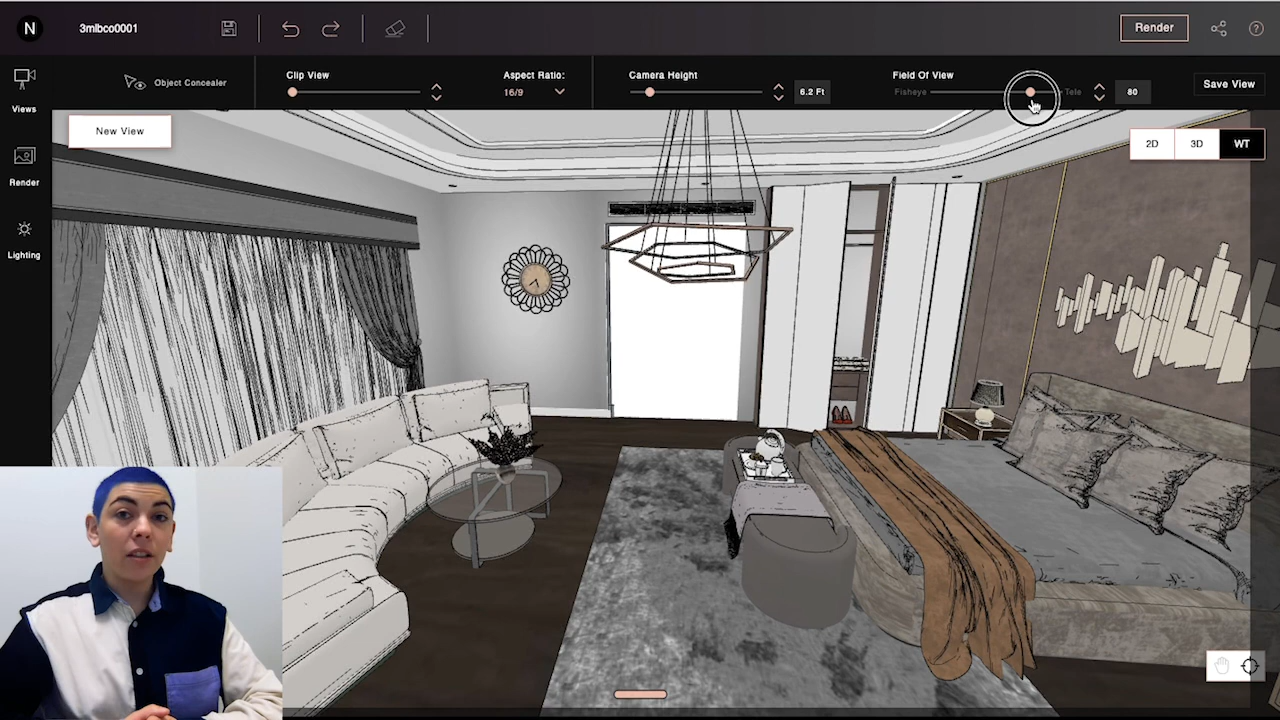 N
3mlbco0001
Render
?
Views
Object Concealer
Clip View
Aspect Ratio:
16/9
Camera Height
6.2 Ft
Field Of View
Fisheye
Tele
80
Save View
New View
2D
3D
WT
Render
Lighting